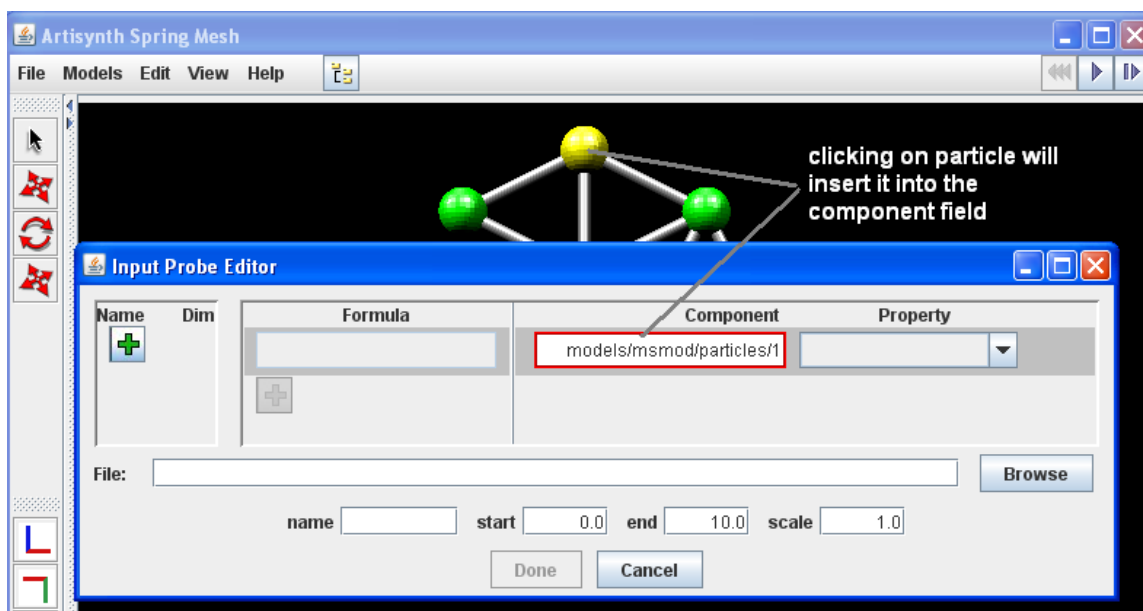 Artisynth Spring Mesh
File Models Edit View Help
clicking on particle will
insert it into the
component field
Input Probe Editor
Name Dim Formula Component Property
models/msmod/particles/1
File: Browse
name start 0.0 end 10.0 scale 1.0
Done Cancel